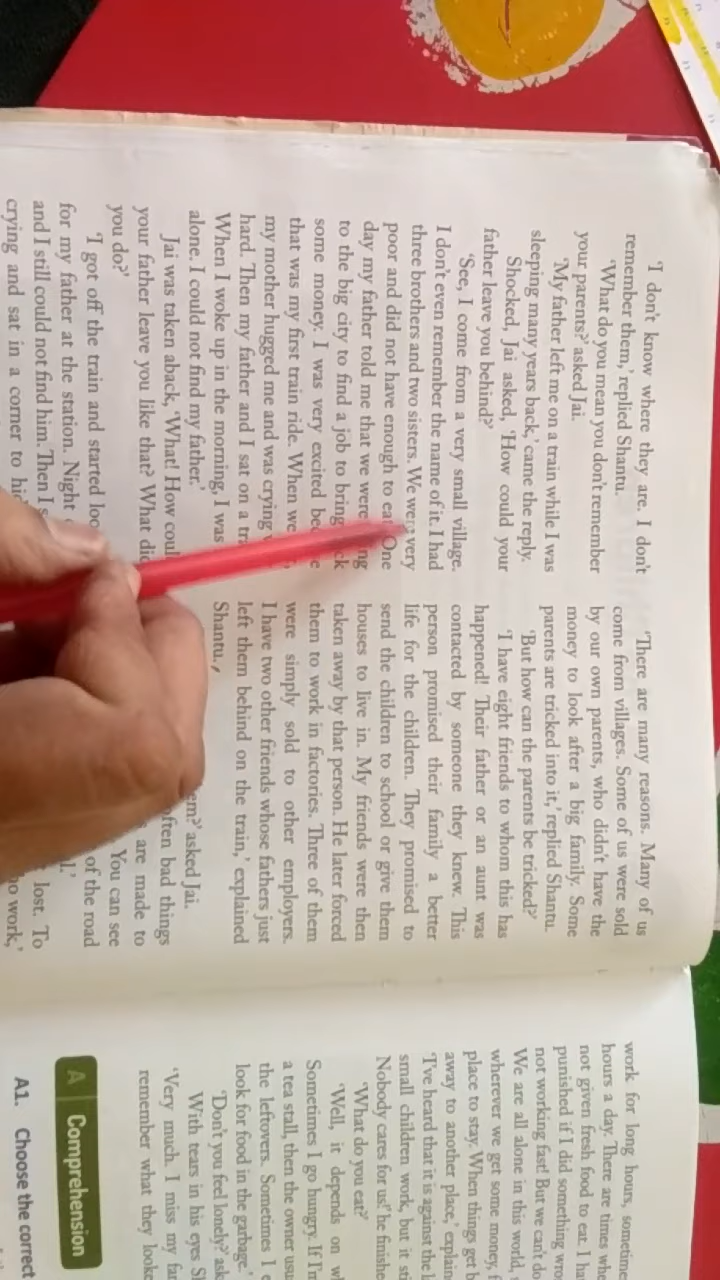 'I don't know where they are. I don't
remember them,' replied Shantu.
'What do you mean you don't remember
your parents?' asked Jai.
'My father left me on a train while I was
sleeping many years back,' came the reply.
Shocked, Jai asked, 'How could your
father leave you behind?'
'See, I come from a very small village.
I don't even remember the name of it. I had
three brothers and two sisters. We were very
poor and did not have enough to eat. One
day my father told me that we were
to the big city to find a job to bring
some money. I was very excited
that was my first train ride. When
my mother hugged me and was crying
hard. Then my father and I sat on a
When I woke up in the morning, I was
alone. I could not find my father.'
Jai was taken aback, 'What! How
your father leave you like that? What
you do?'
'I got off the train and started
for my father at the station. Night
and I still could not find him. Then I
crying and sat in a corner to
'There are many reasons. Many of us
come from villages. Some of us were sold
by our own parents, who didn't have the
money to look after a big family. Some
parents are tricked into it,' replied Shantu.
'But how can the parents be tricked?'
'I have eight friends to whom this has
happened! Their father or an aunt was
contacted by someone they knew. This
person promised their family a better
life for the children. They promised to
send the children to school or give them
houses to live in. My friends were then
taken away by that person. He later forced
them to work in factories. Three of them
were simply sold to other employers.
I have two other friends whose fathers just
left them behind on the train,' explained
Shantu.
asked Jai.
bad things
are made to
You can see
of the road
lost. To
work,'
work for long hours,
hours a day. There are times
not given fresh food to eat. I
punished if I did something
not working fast! But we can't
We are all alone in this world,
wherever we get some money,
place to stay. When things get
away to another place,'
'I've heard that it is against the
small children work, but it
Nobody cares for us!' he
'What do you eat?'
'Well, it depends on
Sometimes I go hungry. If
a tea stall, then the owner
the leftovers. Sometimes I
look for food in the garbage.'
'Don't you feel lonely?'
With tears in his eyes
'Very much. I miss my
remember what they
A Comprehension
A1. Choose the correct